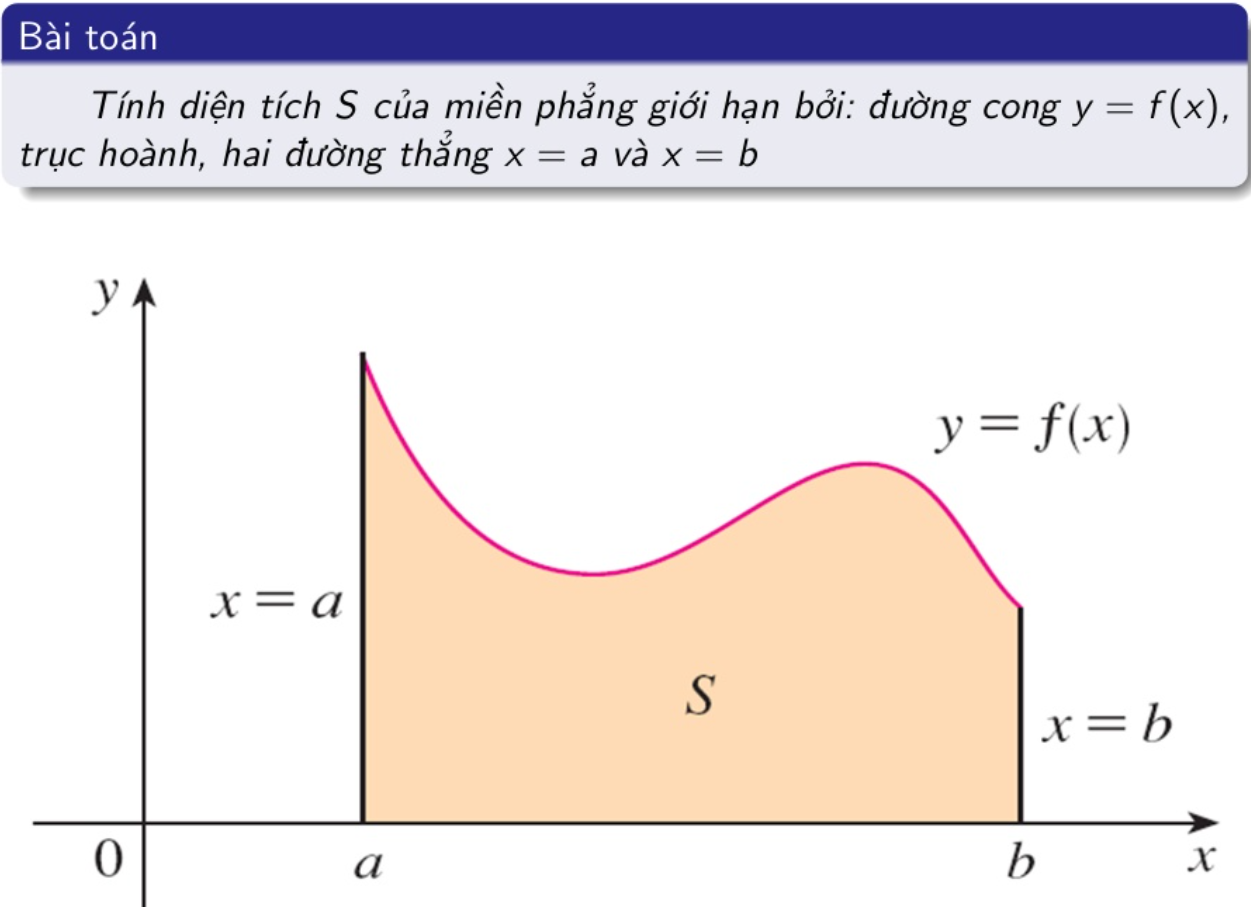 Bài toán
Tính diện tích S của miền phẳng giới hạn bởi: đường cong y = f(x),
trục hoành, hai đường thẳng x = a và x = b
y
y = f(x)
x = a
S
x = b
0
a
b
x